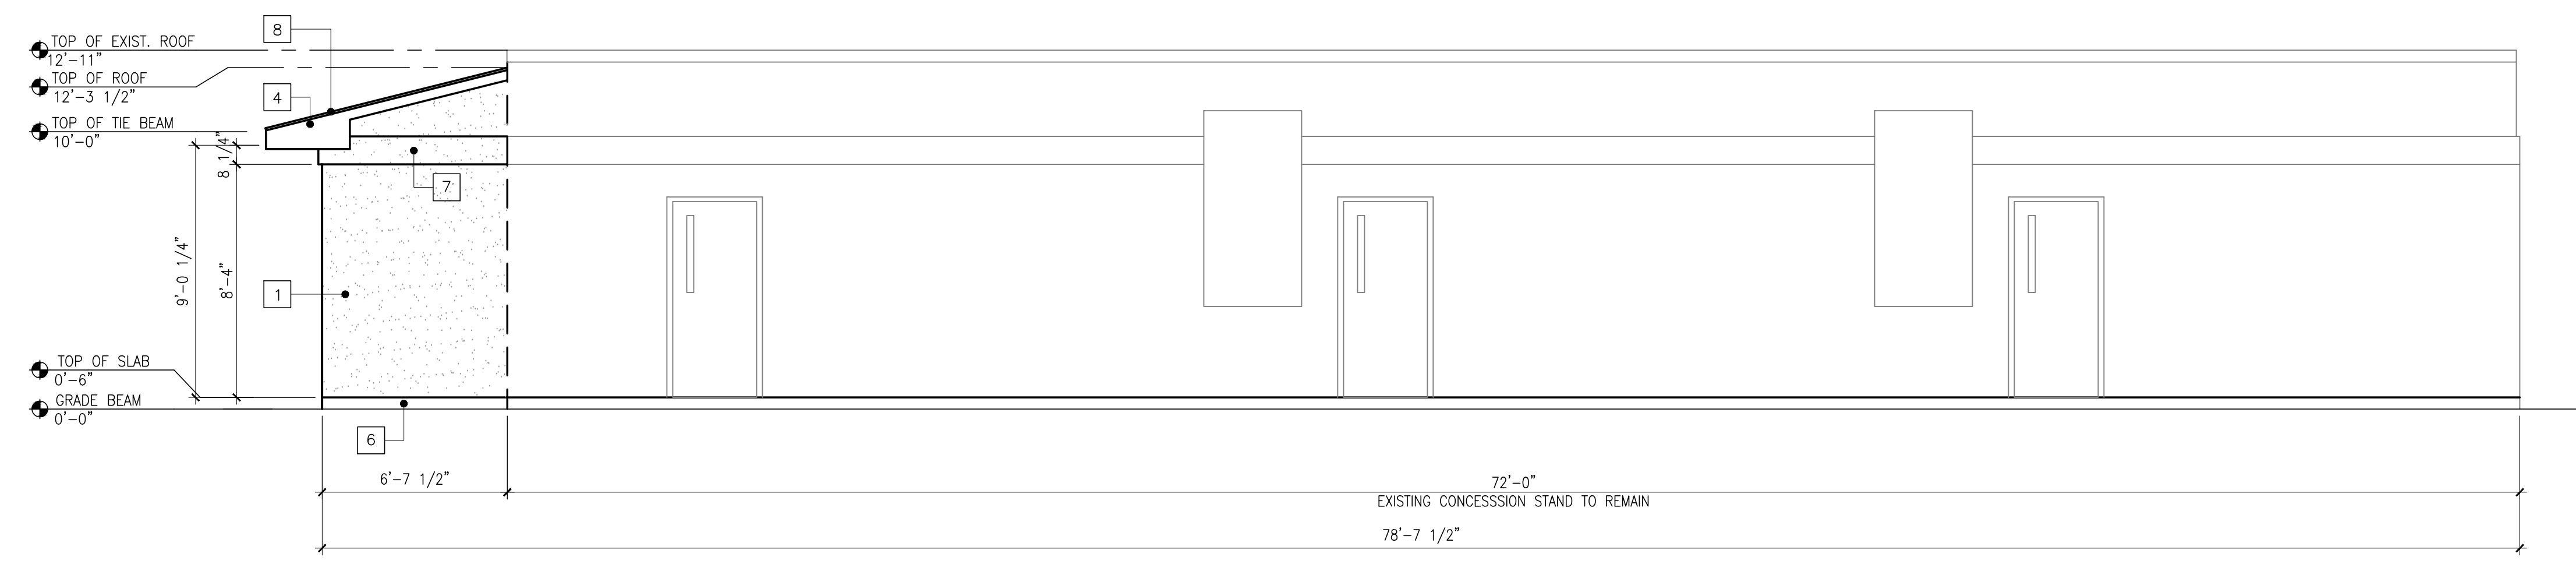 8
TOP OF EXIST. ROOF
12'-11"
TOP OF ROOF
12'-3 1/2"
4
TOP OF TIE BEAM
10'-0"
8 1/4"
7
9'-0 1/4"
8'-4"
1
TOP OF SLAB
0'-6"
GRADE BEAM
0'-0"
6
6'-7 1/2"
72'-0"
EXISTING CONCESSSION STAND TO REMAIN
78'-7 1/2"